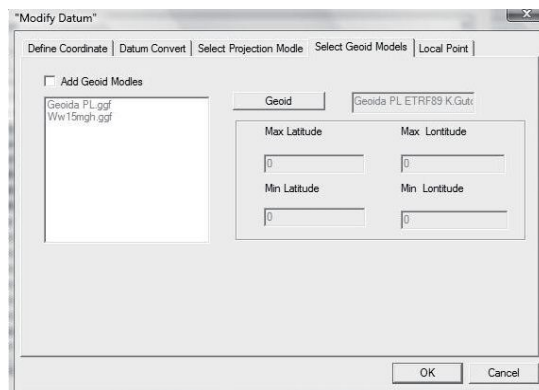 "Modify Datum"
Define Coordinate Datum Convert Select Projection Modle Select Geoid Models Local Point
Add Geoid Modles
Geoida PL.ggf
Ww15mgh.ggf
Geoid
Geoida PL ETRF89 K.Gutc
Max Latitude Max Lontitude
0 0
Min Latitude Min Lontitude
0 0
OK Cancel